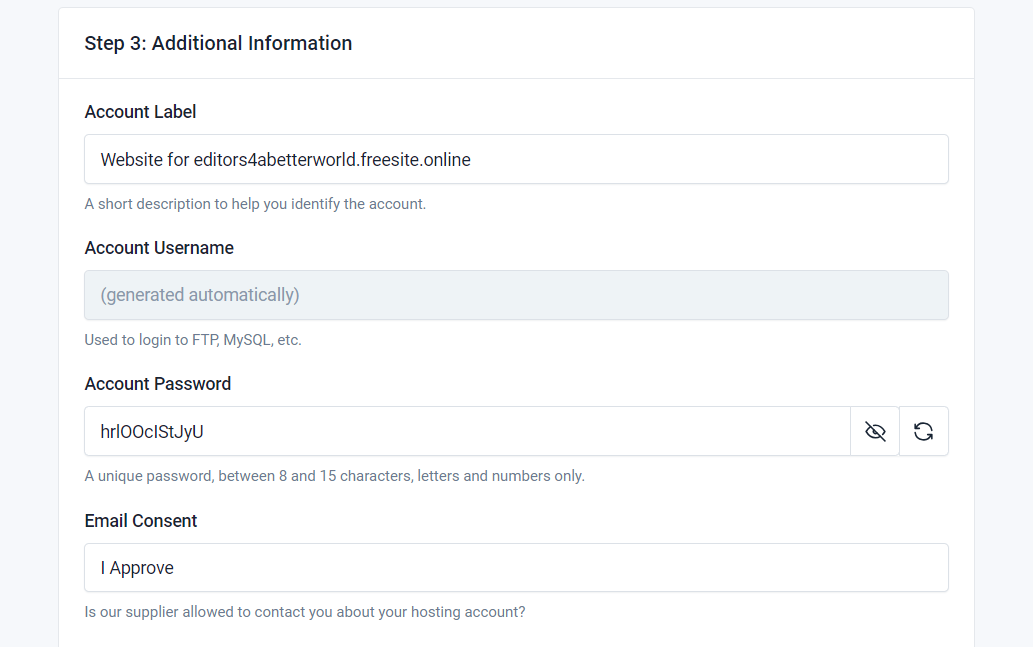 Step 3: Additional Information
Account Label
Website for editors4abetterworld.freesite.online
A short description to help you identify the account.
Account Username
(generated automatically)
Used to login to FTP, MySQL, etc.
Account Password
A unique password, between 8 and 15 characters, letters and numbers only.
Email Consent
I Approve
Is our supplier allowed to contact you about your hosting account?